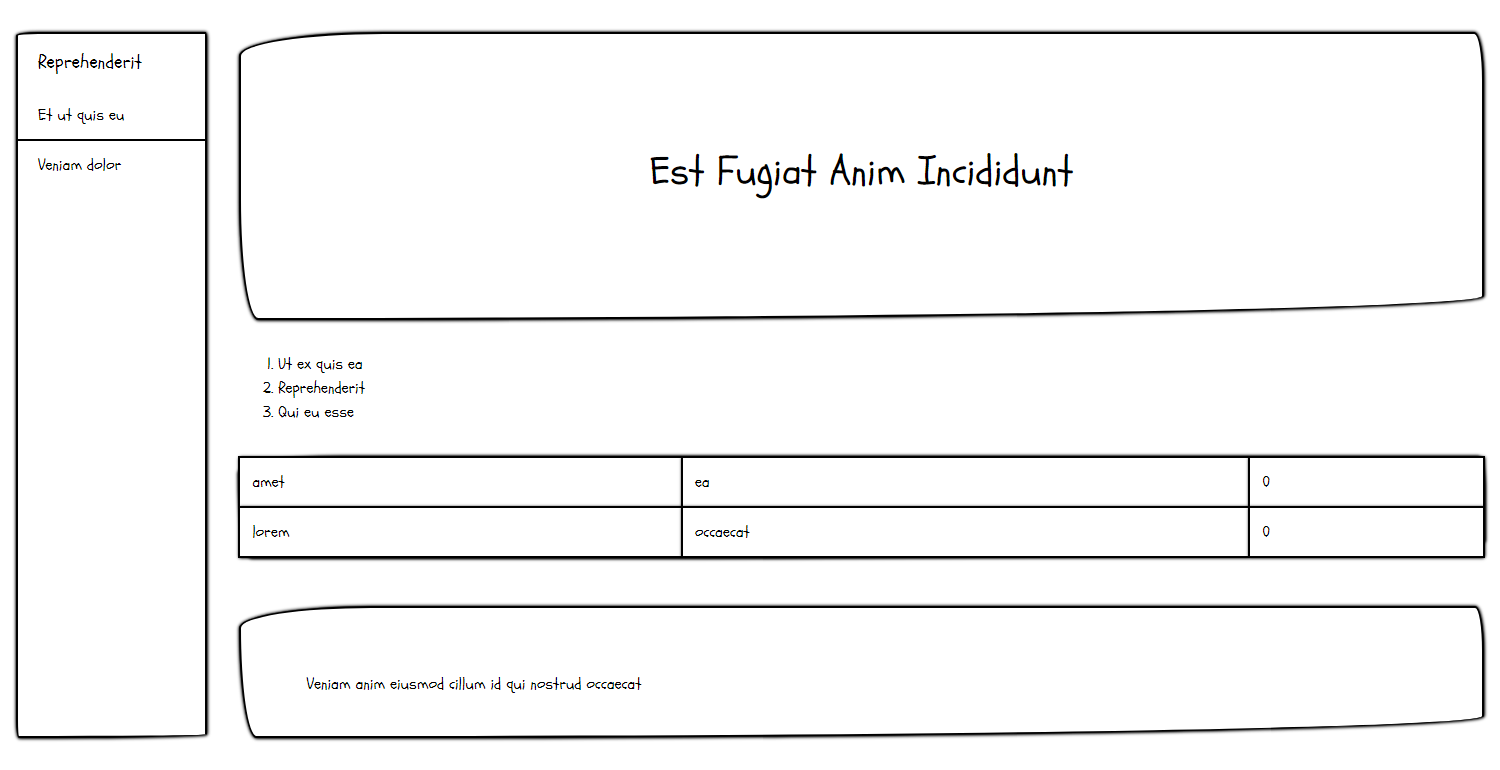 Reprehenderit
Et ut quis eu
Veniam dolor
Est Fugiat Anim Incididunt
1. Ut ex quis ea
2. Reprehenderit
3. Qui eu esse
amet ea 0
lorem occaecat 0
Veniam anim eiusmod cillum id qui nostrud occaecat